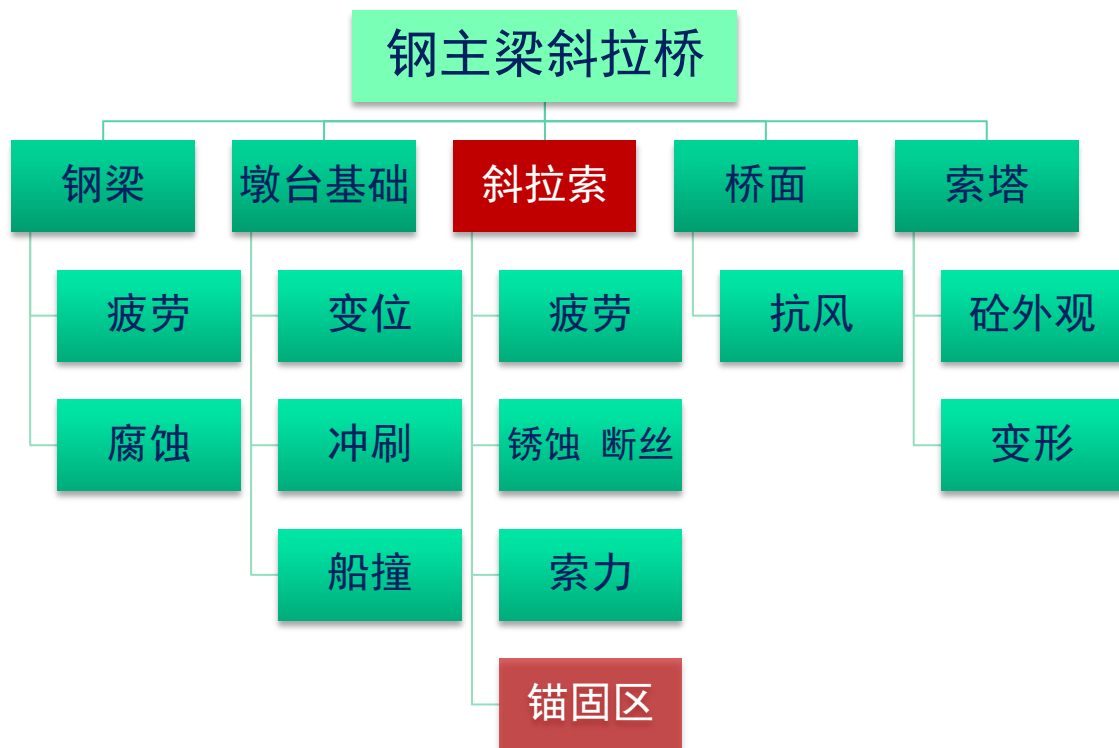 钢主梁斜拉桥
钢梁
墩台基础
斜拉索
桥面
索塔
疲劳
变位
疲劳
抗风
砼外观
腐蚀
冲刷
锈蚀 断丝
变形
船撞
索力
锚固区